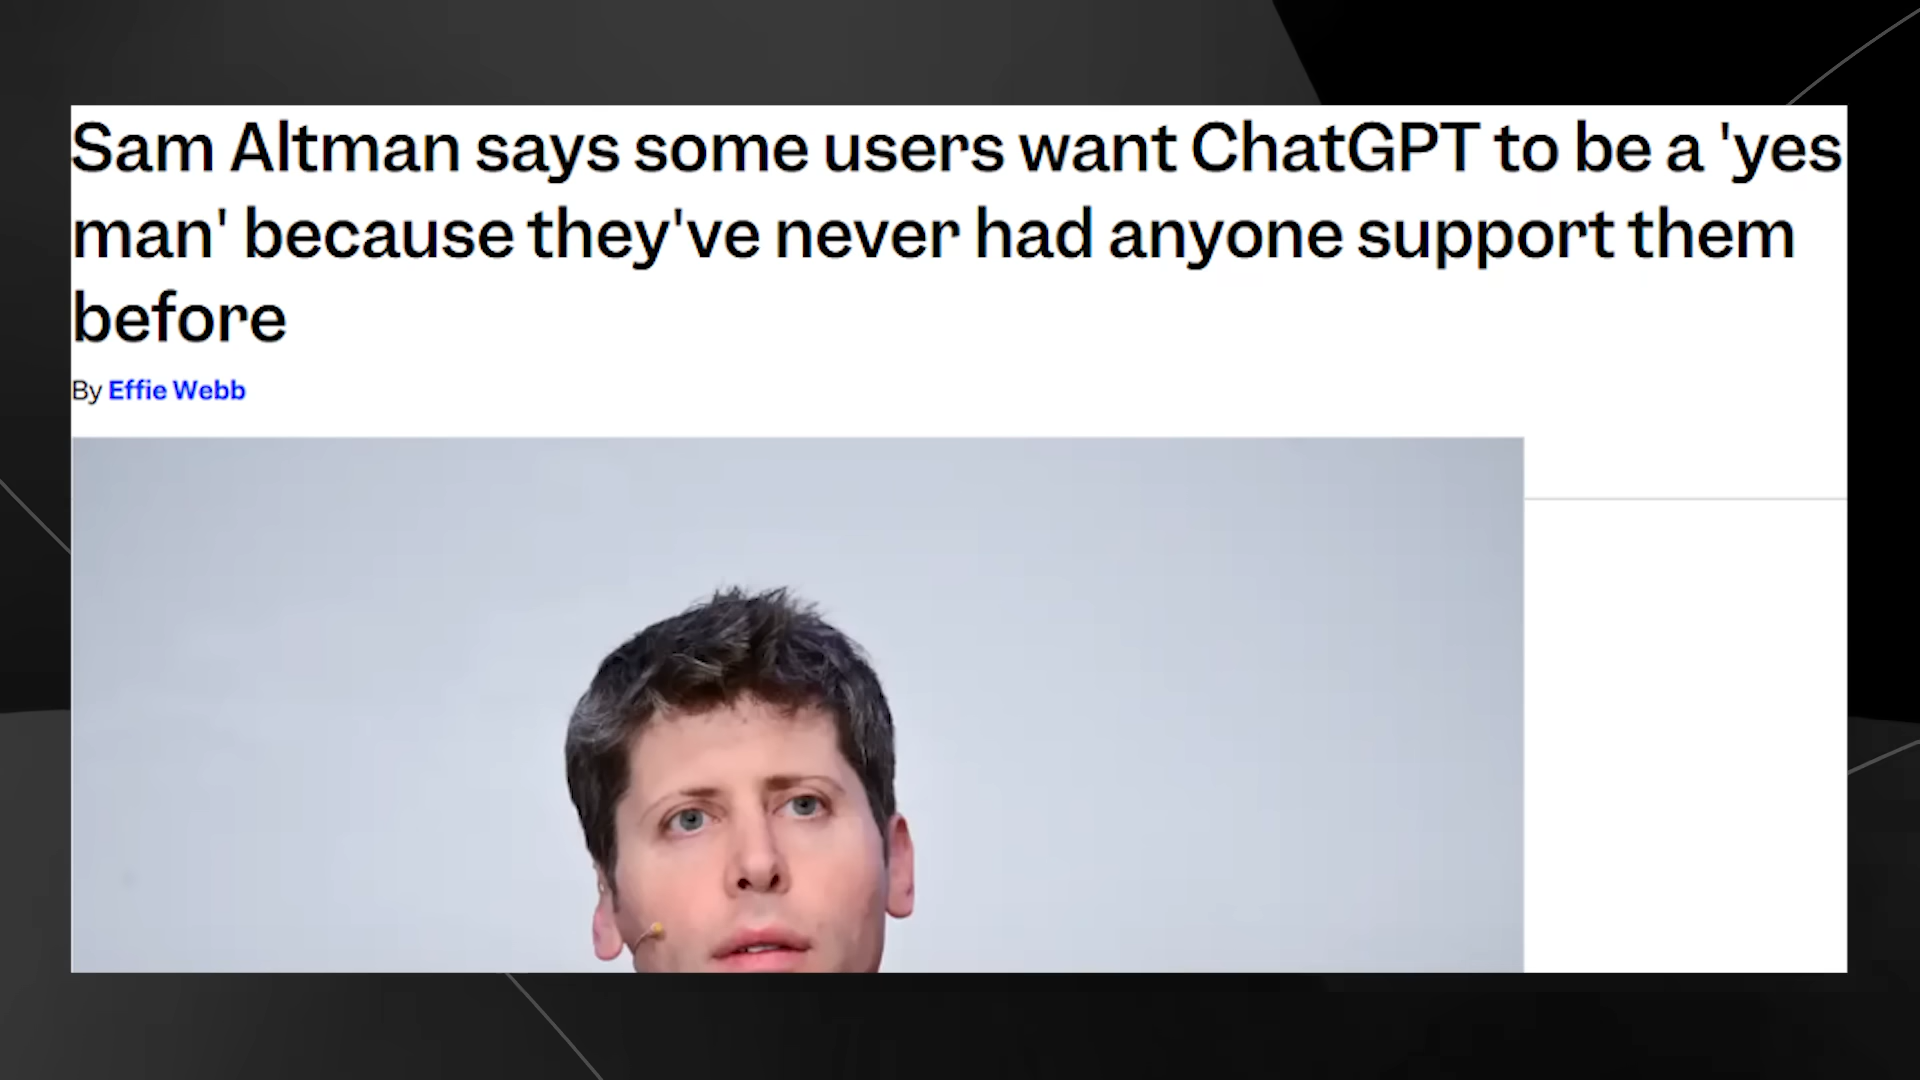 Sam Altman says some users want ChatGPT to be a 'yes
man' because they've never had anyone support them
before
By Effie Webb